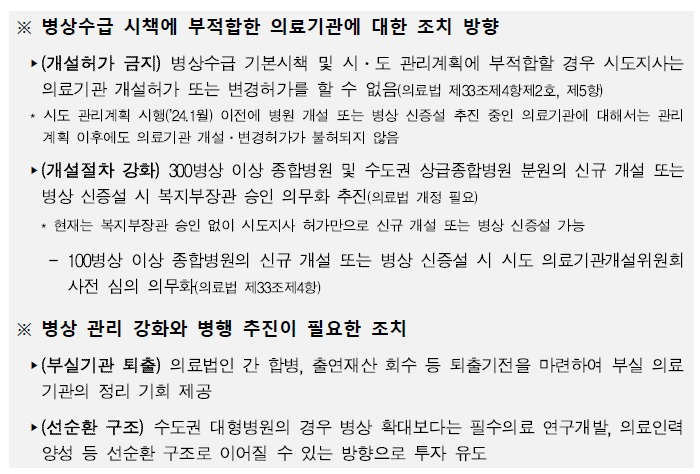 ※ 병상수급 시책에 부적합한 의료기관에 대한 조치 방향
▸(개설허가 금지) 병상수급 기본시책 및 시・도 관리계획에 부적합할 경우 시도지사는
의료기관 개설허가 또는 변경허가를 할 수 없음(의료법 제33조제4항제2호, 제5항)
* 시도 관리계획 시행('24.1월) 이전에 병원 개설 또는 병상 신증설 추진 중인 의료기관에 대해서는 관리
계획 이후에도 의료기관 개설・변경허가가 불허되지 않음
▸(개설절차 강화) 300병상 이상 종합병원 및 수도권 상급종합병원 분원의 신규 개설 또는
병상 신증설 시 복지부장관 승인 의무화 추진(의료법 개정 필요)
* 현재는 복지부장관 승인 없이 시도지사 허가만으로 신규 개설 또는 병상 신증설 가능
− 100병상 이상 종합병원의 신규 개설 또는 병상 신증설 시 시도 의료기관개설위원회
사전 심의 의무화(의료법 제33조제4항)
※ 병상 관리 강화와 병행 추진이 필요한 조치
▸(부실기관 퇴출) 의료법인 간 합병, 출연재산 회수 등 퇴출기전을 마련하여 부실 의료
기관의 정리 기회 제공
▸(선순환 구조) 수도권 대형병원의 경우 병상 확대보다는 필수의료 연구개발, 의료인력
양성 등 선순환 구조로 이어질 수 있는 방향으로 투자 유도